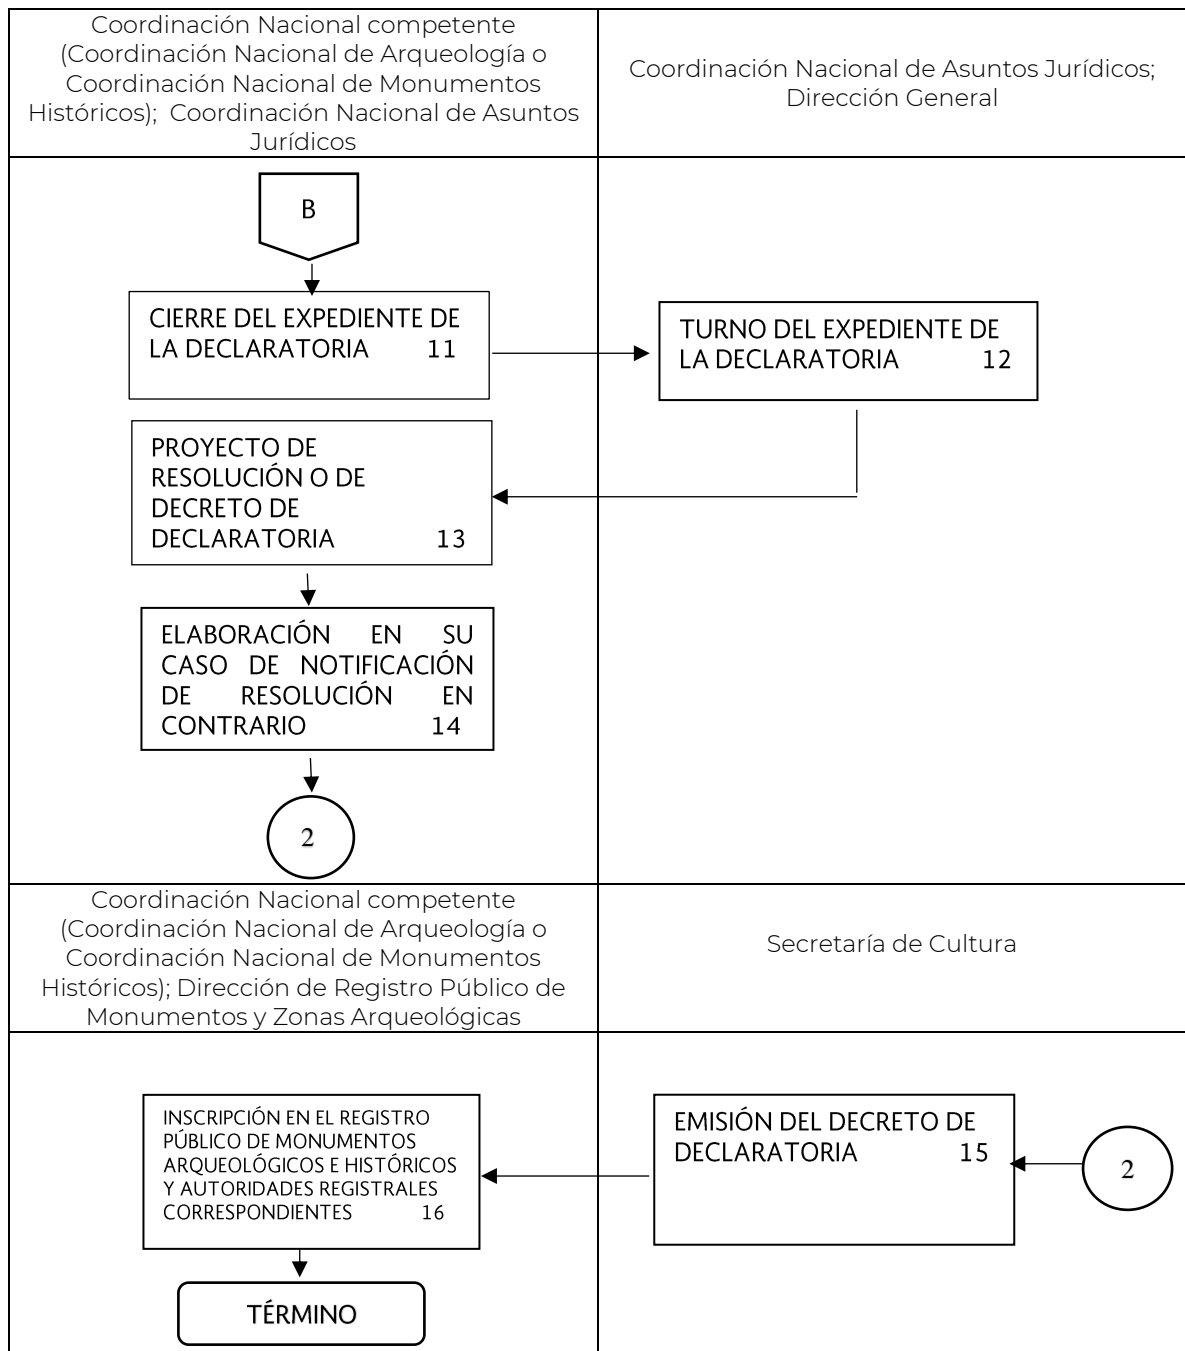 Coordinación Nacional competente
(Coordinación Nacional de Arqueología o
Coordinación Nacional de Monumentos
Históricos); Coordinación Nacional de Asuntos
Jurídicos
Coordinación Nacional de Asuntos Jurídicos;
Dirección General
B
CIERRE DEL EXPEDIENTE DE
LA DECLARATORIA 11
TURNO DEL EXPEDIENTE DE
LA DECLARATORIA 12
PROYECTO DE
RESOLUCIÓN O DE
DECRETO DE
DECLARATORIA 13
ELABORACIÓN EN SU
CASO DE NOTIFICACIÓN
DE RESOLUCIÓN EN
CONTRARIO 14
2
Coordinación Nacional competente
(Coordinación Nacional de Arqueología o
Coordinación Nacional de Monumentos
Históricos); Dirección de Registro Público de
Monumentos y Zonas Arqueológicas
Secretaría de Cultura
INSCRIPCIÓN EN EL REGISTRO
PÚBLICO DE MONUMENTOS
ARQUEOLÓGICOS E HISTÓRICOS
Y AUTORIDADES REGISTRALES
CORRESPONDIENTES 16
EMISIÓN DEL DECRETO DE
DECLARATORIA 15
2
TÉRMINO